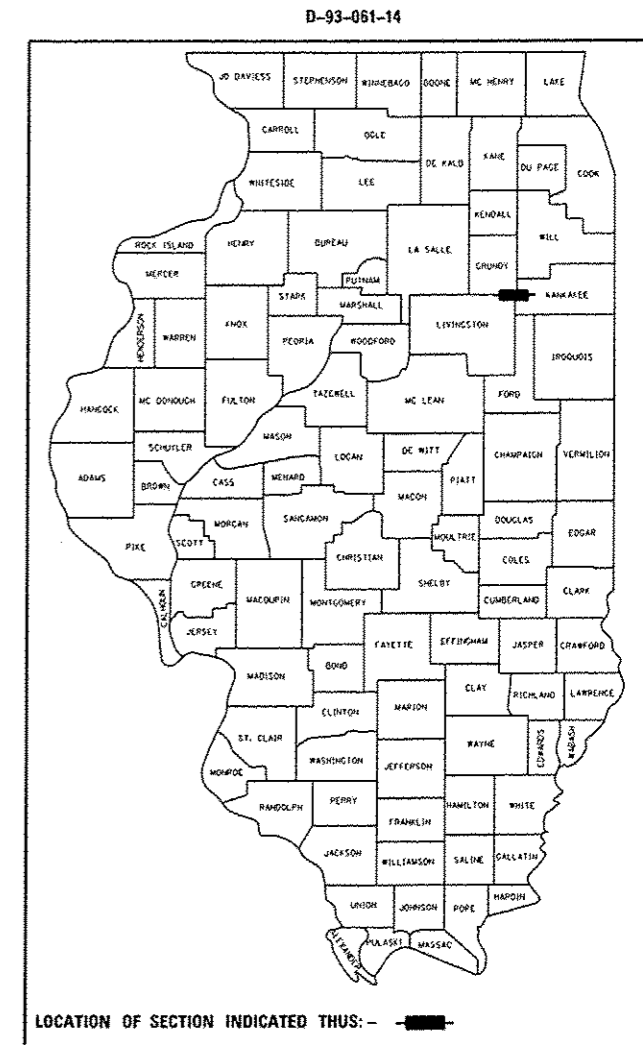 D-93-061-14
JO DAVIESS STEPHENSON WINNEBAGO BOONE MC HENRY LAKE
CARROLL OGLE DE KALB KANE DU PAGE COOK
WHITESIDE LEE KENDALL WILL
ROCK ISLAND HENRY BUREAU LA SALLE GRUNDY
MERCER PUTNAM KANKAKEE
HENDERSON WARREN KNOX STARK MARSHALL LIVINGSTON
PEORIA WOODFORD IROQUOIS
HANCOCK MC DONOUGH FULTON TAZEWELL MC LEAN FORD
SCHUYLER MASON LOGAN DE WITT CHAMPAIGN VERMILION
ADAMS BROWN CASS MENARD MACON PIATT
PIKE SCOTT MORGAN SANGAMON CHRISTIAN MOULTRIE DOUGLAS EDGAR
COLES
CALHOUN GREENE MACOUPIN MONTGOMERY SHELBY CUMBERLAND CLARK
JERSEY FAYETTE EFFINGHAM JASPER CRAWFORD
MADISON BOND CLAY RICHLAND LAWRENCE
CLINTON MARION
ST. CLAIR WASHINGTON WAYNE EDWARDS WABASH
MONROE JEFFERSON
RANDOLPH PERRY HAMILTON WHITE
FRANKLIN
JACKSON WILLIAMSON SALINE GALLATIN
UNION JOHNSON POPE HARDIN
ALEXANDER PULASKI MASSAC
LOCATION OF SECTION INDICATED THUS: -